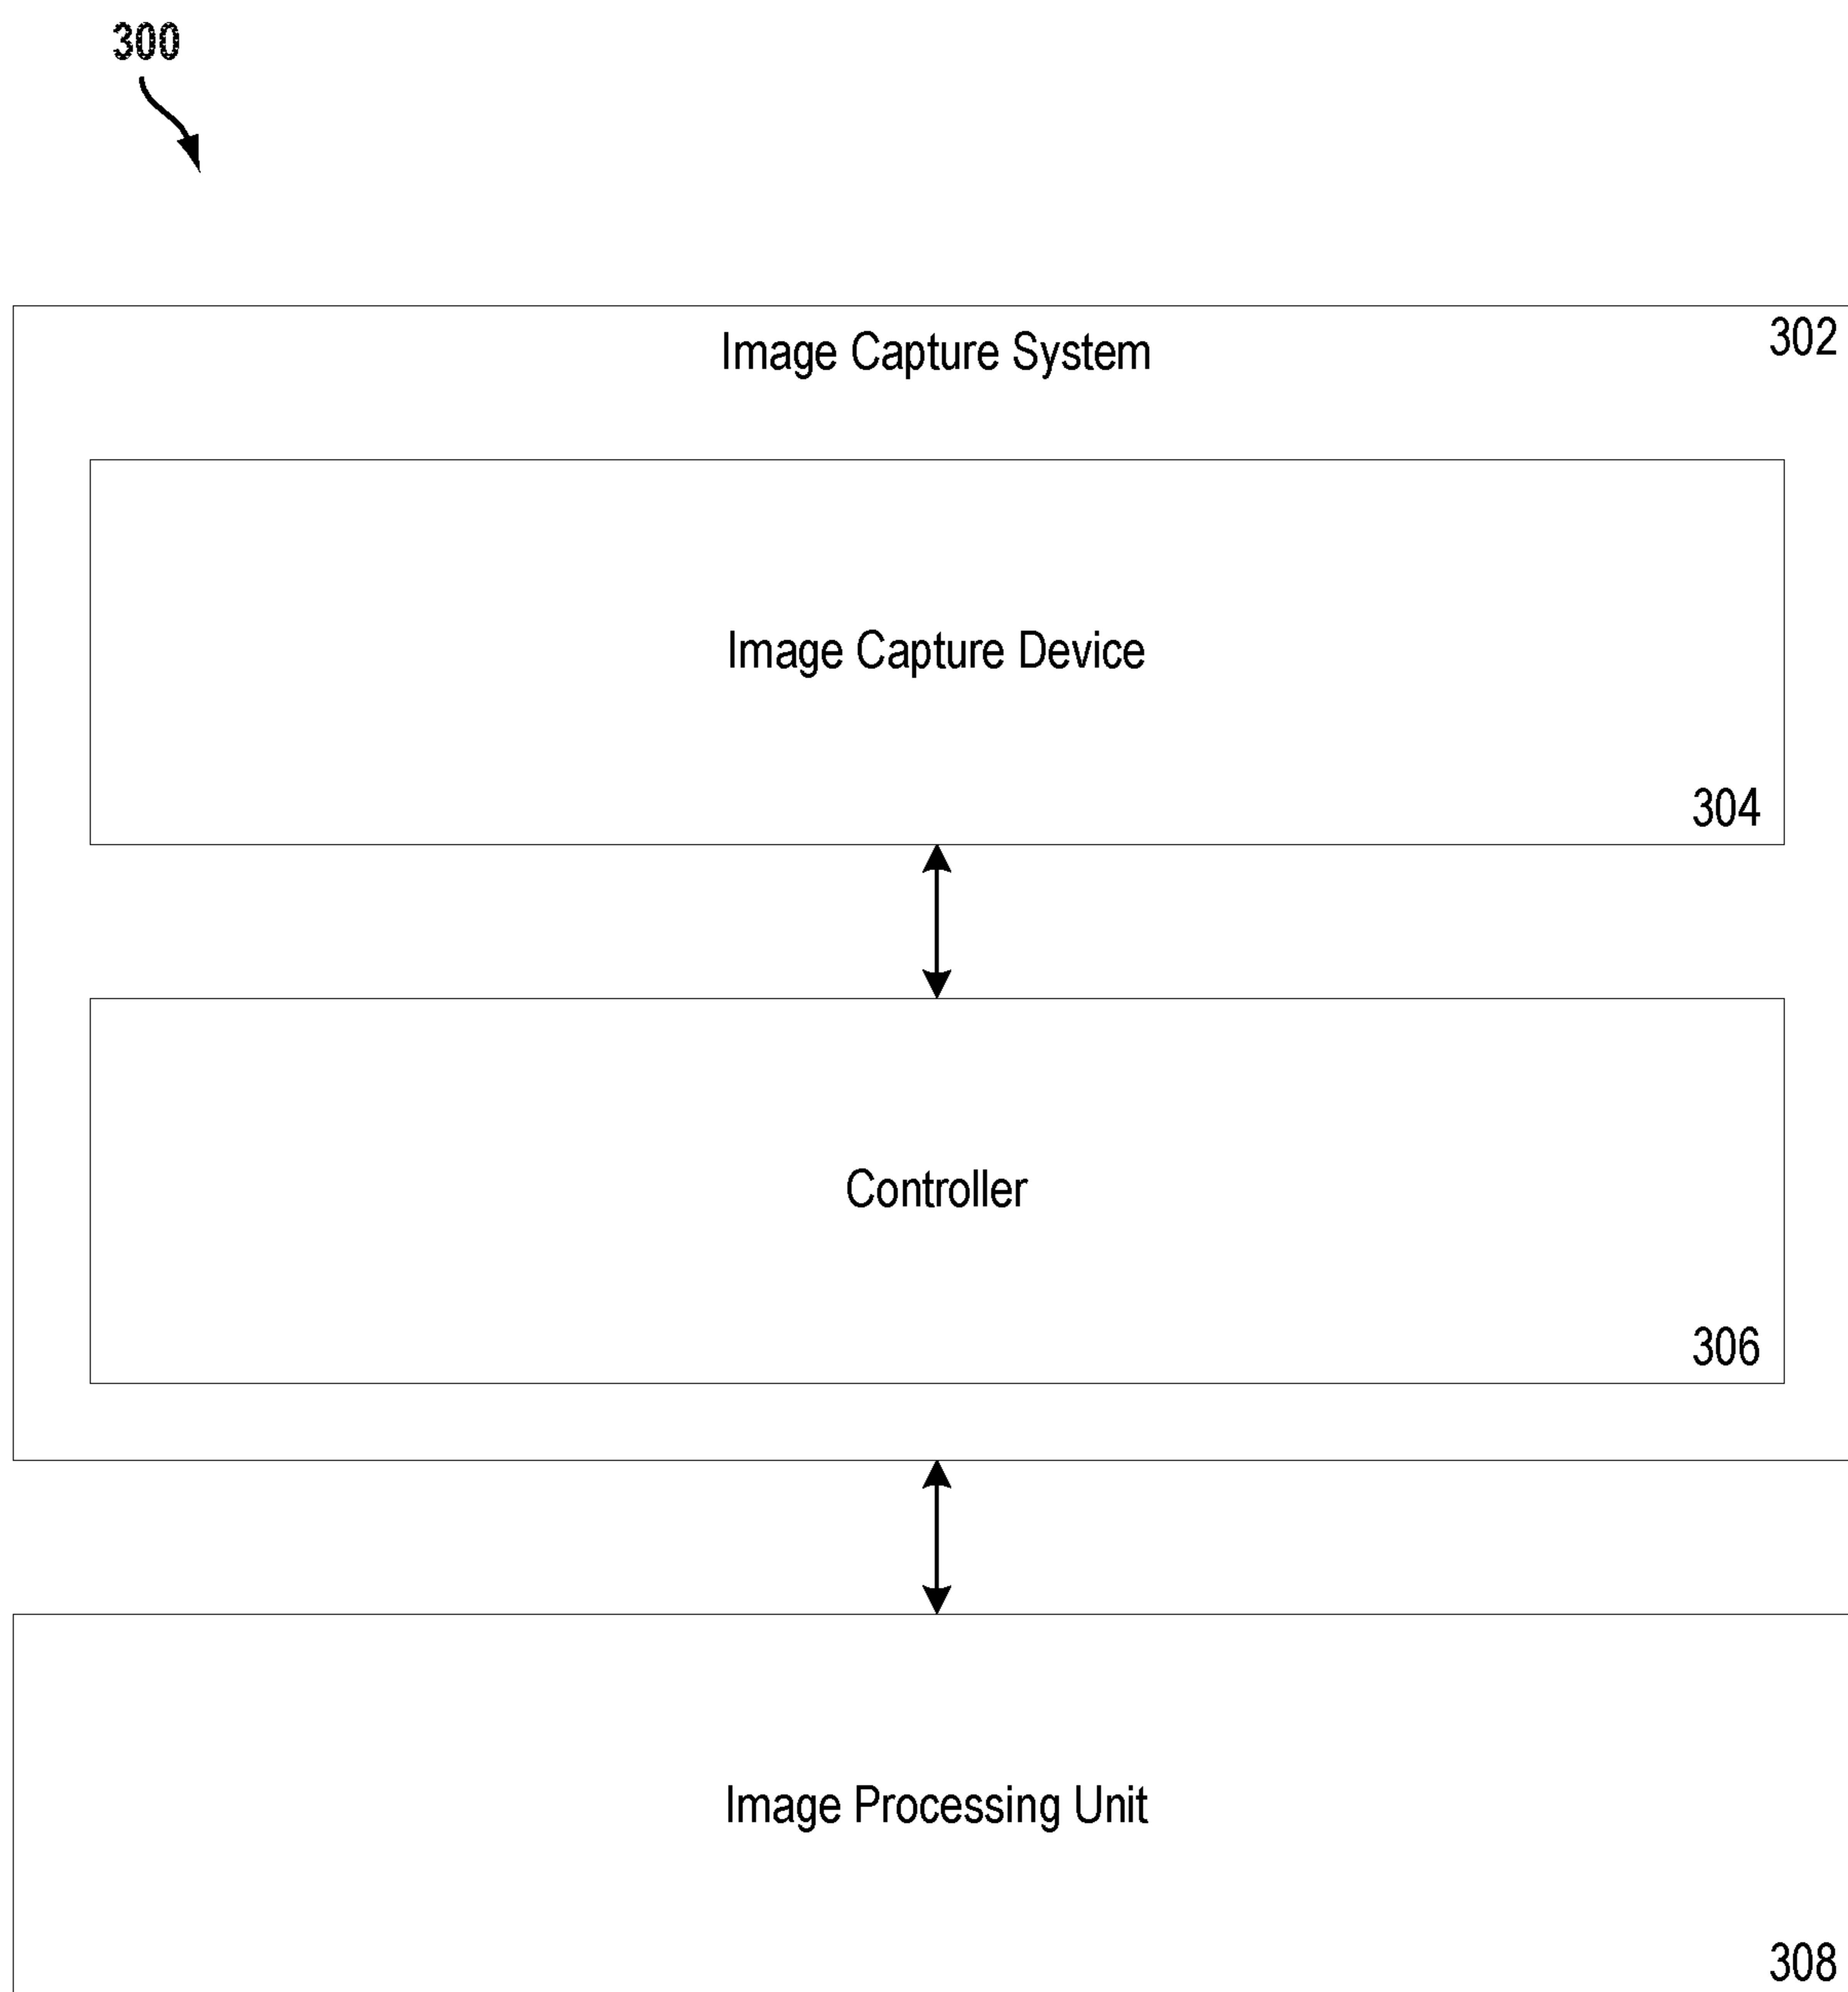 300
Image Capture System
302
Image Capture Device
304
Controller
306
Image Processing Unit
308